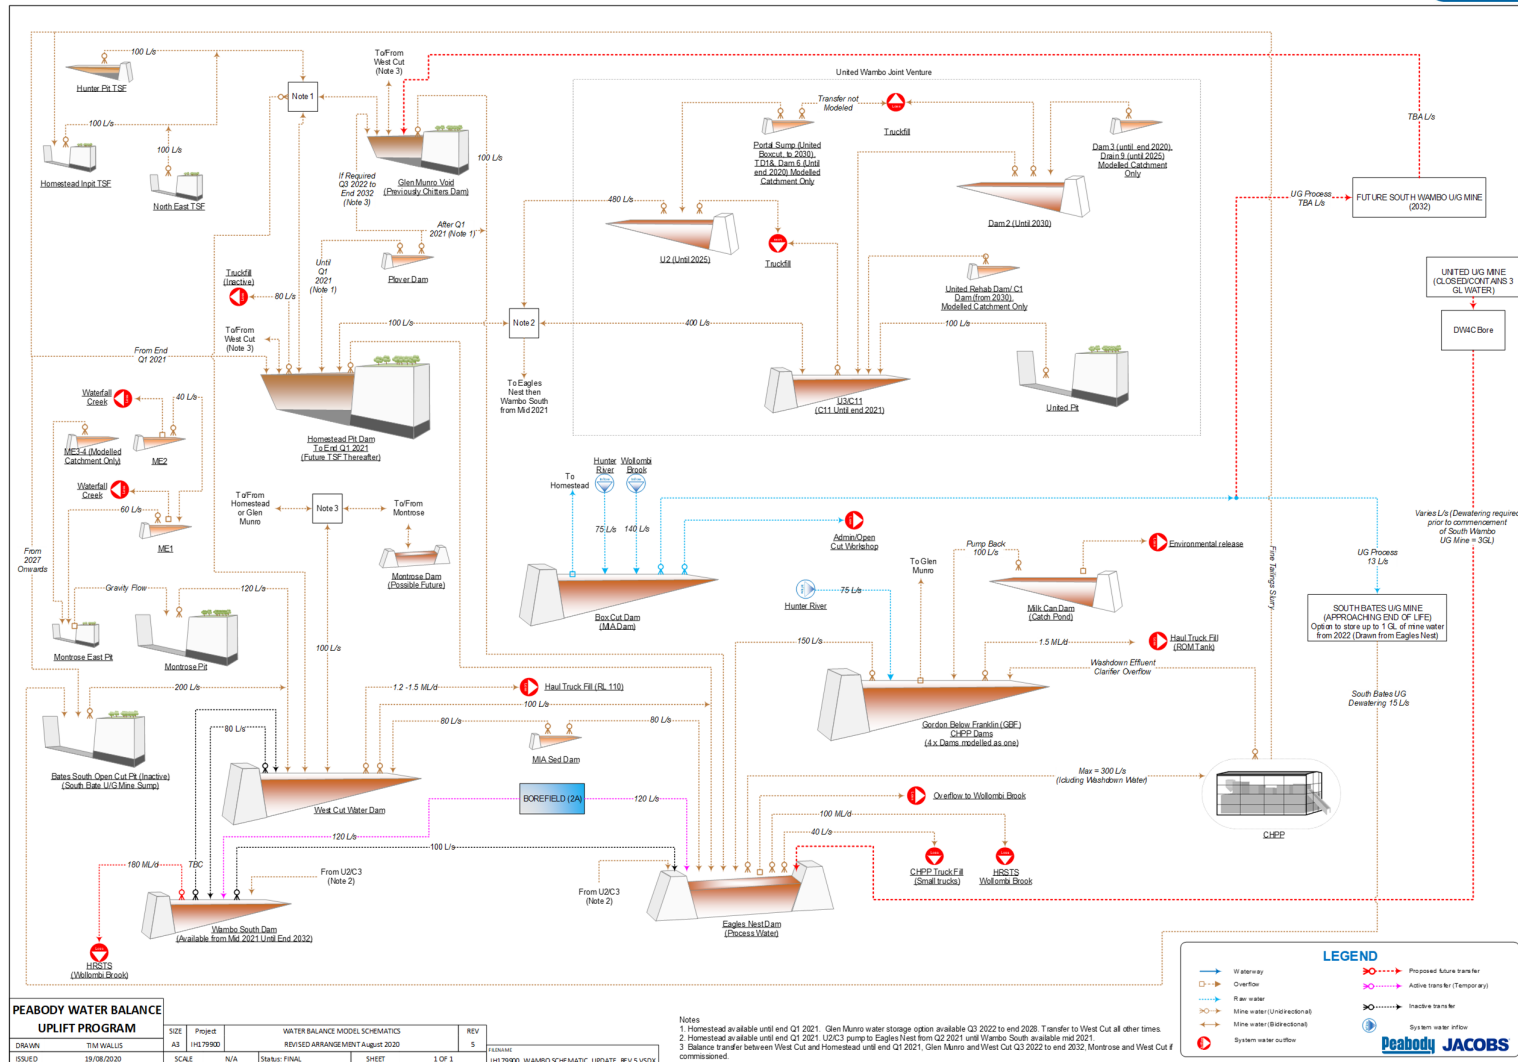 100 L/s
Hunter Pit TSF
Note 1
To/From
West Cut
(Note 3)
United Wambo Joint Venture
100 L/s
Homestead Inpit TSF
100 L/s
North East TSF
If Required
Q3 2022 to
End 2032
(Note 3)
Glen Munro Void
(Previously Chitters Dam)
100 L/s
Transfer not
Modeled
Truckfill
Portal Sump (United
Boxcut, to 2030),
TD1&, Dam 6 (Until
end 2020) Modelled
Catchment Only
Dam 3 (until end 2020),
Drain 9 (until 2025)
Modelled Catchment
Only
TBA L/s
UG Process
TBA L/s
FUTURE SOUTH WAMBO U/G MINE
(2032)
480 L/s
U2 (Until 2025)
Dam 2 (Until 2030)
Truckfill
After Q1
2021 (Note 1)
Until
Q1
2021
(Note 1)
Plover Dam
Truckfill
(Inactive)
80 L/s
United Rehab Dam/ C1
Dam (from 2030),
Modelled Catchment Only
UNITED U/G MINE
(CLOSED/CONTAINS 3
GL WATER)
DW4C Bore
To/From
West Cut
(Note 3)
100 L/s
Note 2
400 L/s
100 L/s
From End
Q1 2021
To Eagles
Nest then
Wambo South
from Mid 2021
U3/C11
(C11 Until end 2021)
United Pit
Homestead Pit Dam
To End Q1 2021
(Future TSF Thereafter)
Waterfall
Creek
40 L/s
ME3-4 (Modelled
Catchment Only)
ME2
Waterfall
Creek
60 L/s
ME1
To/From
Homestead
or Glen
Munro
Note 3
To/From
Montrose
Montrose Dam
(Possible Future)
To
Homestead
Hunter
River
Wollombi
Brook
75 L/s
140 L/s
Admin/Open
Cut Workshop
Box Cut Dam
(MIA Dam)
Hunter River
75 L/s
To Glen
Munro
Pump Back
100 L/s
Environmental release
Milk Can Dam
(Catch Pond)
Fine Tailings Slurry
Varies L/s (Dewatering required
prior to commencement
of South Wambo
UG Mine = 3GL)
UG Process
13 L/s
SOUTH BATES U/G MINE
(APPROACHING END OF LIFE)
Option to store up to 1 GL of mine water
from 2022 (Drawn from Eagles Nest)
From
2027
Onwards
Gravity Flow
120 L/s
Montrose East Pit
Montrose Pit
100 L/s
150 L/s
1.5 ML/d
Haul Truck Fill
(ROM Tank)
Washdown Effluent
Clarifier Overflow
South Bates UG
Dewatering 15 L/s
Gordon Below Franklin (GBF)
CHPP Dams
(4 x Dams modelled as one)
200 L/s
Bates South Open Cut Pit (Inactive)
(South Bate U/G Mine Sump)
80 L/s
1.2 -1.5 ML/d
Haul Truck Fill (RL 110)
100 L/s
80 L/s
80 L/s
MIA Sed Dam
West Cut Water Dam
BOREFIELD (2A)
120 L/s
120 L/s
Max = 300 L/s
(Icluding Washdown Water)
Overflow to Wollombi Brook
100 ML/d
40 L/s
CHPP
CHPP Truck Fill
(Small trucks)
HRSTS
Wollombi Brook
100 L/s
180 ML/d
TBC
From U2/C3
(Note 2)
From U2/C3
(Note 2)
Wambo South Dam
(Available from Mid 2021 Until End 2032)
HRSTS
(Wollombi Brook)
Eagles Nest Dam
(Process Water)
LEGEND
Waterway
Overflow
Raw water
Mine water (Unidirectional)
Mine water (Bidirectional)
System water outflow
Proposed future transfer
Active transfer (Temporary)
Inactive transfer
System water inflow
Peabody JACOBS
Notes
1. Homestead available until end Q1 2021. Glen Munro water storage option available Q3 2022 to end 2028. Transfer to West Cut all other times.
2. Homestead available until end Q1 2021. U2/C3 pump to Eagles Nest from Q2 2021 until Wambo South available mid 2021.
3 Balance transfer between West Cut and Homestead until end Q1 2021, Glen Munro and West Cut Q3 2022 to end 2032, Montrose and West Cut if
commissioned.
PEABODY WATER BALANCE
UPLIFT PROGRAM
DRAWN TIM WALLIS
ISSUED 19/08/2020
SIZE Project WATER BALANCE MODEL SCHEMATICS REV
A3 IH179900 REVISED ARRANGEMENT August 2020 5
SCALE N/A Status: FINAL SHEET 1 OF 1
FILENAME
IH179900_WAMBO SCHEMATIC_UPDATE_REV 5.VSDX